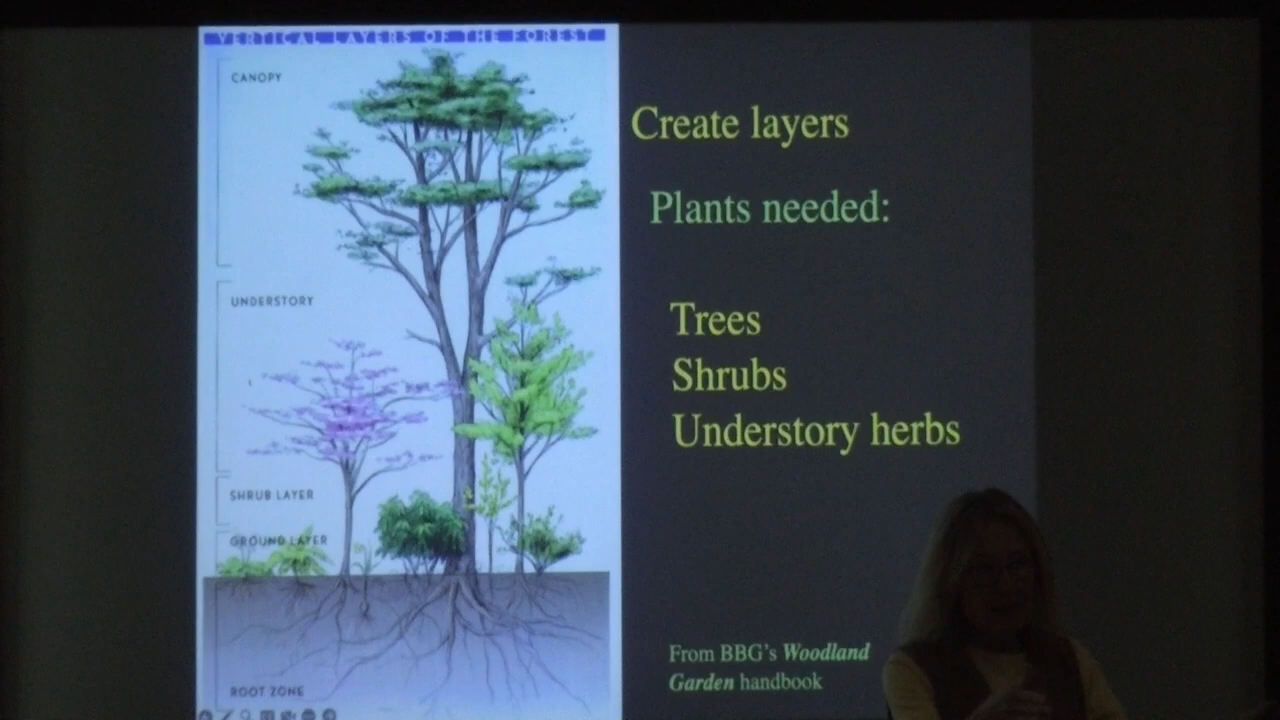 VERTICAL LAYERS OF THE FOREST
CANOPY
UNDERSTORY
SHRUB LAYER
GROUND LAYER
ROOT ZONE
Create layers
Plants needed:
Trees
Shrubs
Understory herbs
From BBG's Woodland
Garden handbook